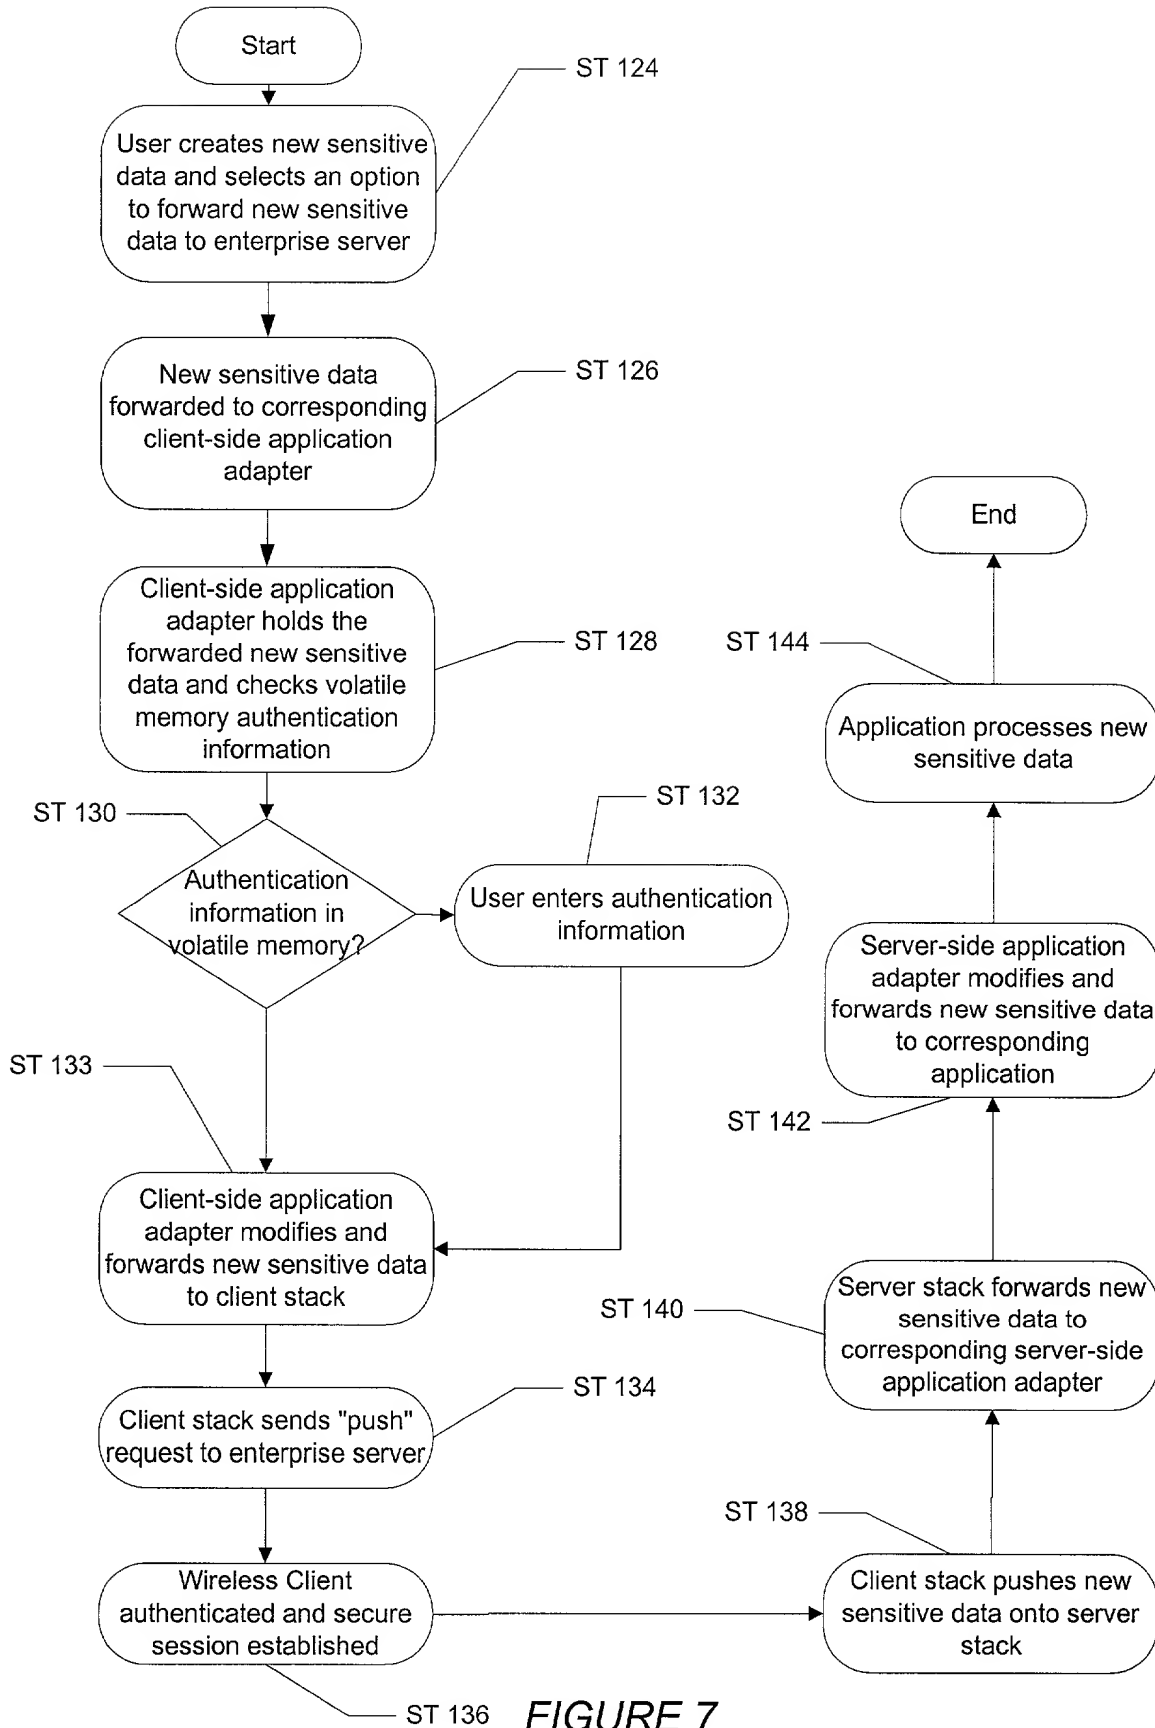 Start
ST 124
User creates new sensitive
data and selects an option
to forward new sensitive
data to enterprise server
ST 126
New sensitive data
forwarded to corresponding
client-side application
adapter
ST 128
Client-side application
adapter holds the
forwarded new sensitive
data and checks volatile
memory authentication
information
ST 130
Authentication
information in
volatile memory?
ST 132
User enters authentication
information
ST 133
Client-side application
adapter modifies and
forwards new sensitive data
to client stack
ST 134
Client stack sends "push"
request to enterprise server
Wireless Client
authenticated and secure
session established
ST 136
ST 138
Client stack pushes new
sensitive data onto server
stack
ST 140
Server stack forwards new
sensitive data to
corresponding server-side
application adapter
ST 142
Server-side application
adapter modifies and
forwards new sensitive data
to corresponding
application
ST 144
Application processes new
sensitive data
End
FIGURE 7